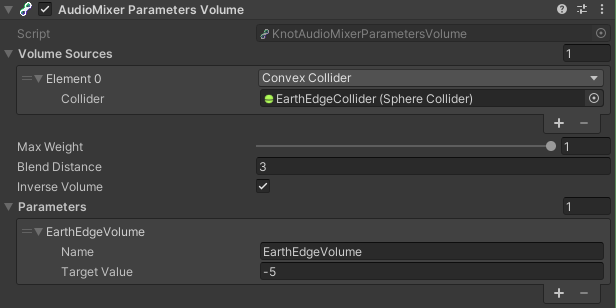 AudioMixer Parameters Volume
Script KnotAudioMixerParametersVolume
Volume Sources 1
Element 0 Convex Collider
Collider EarthEdgeCollider (Sphere Collider)
Max Weight 1
Blend Distance 3
Inverse Volume
Parameters 1
EarthEdgeVolume
Name EarthEdgeVolume
Target Value -5